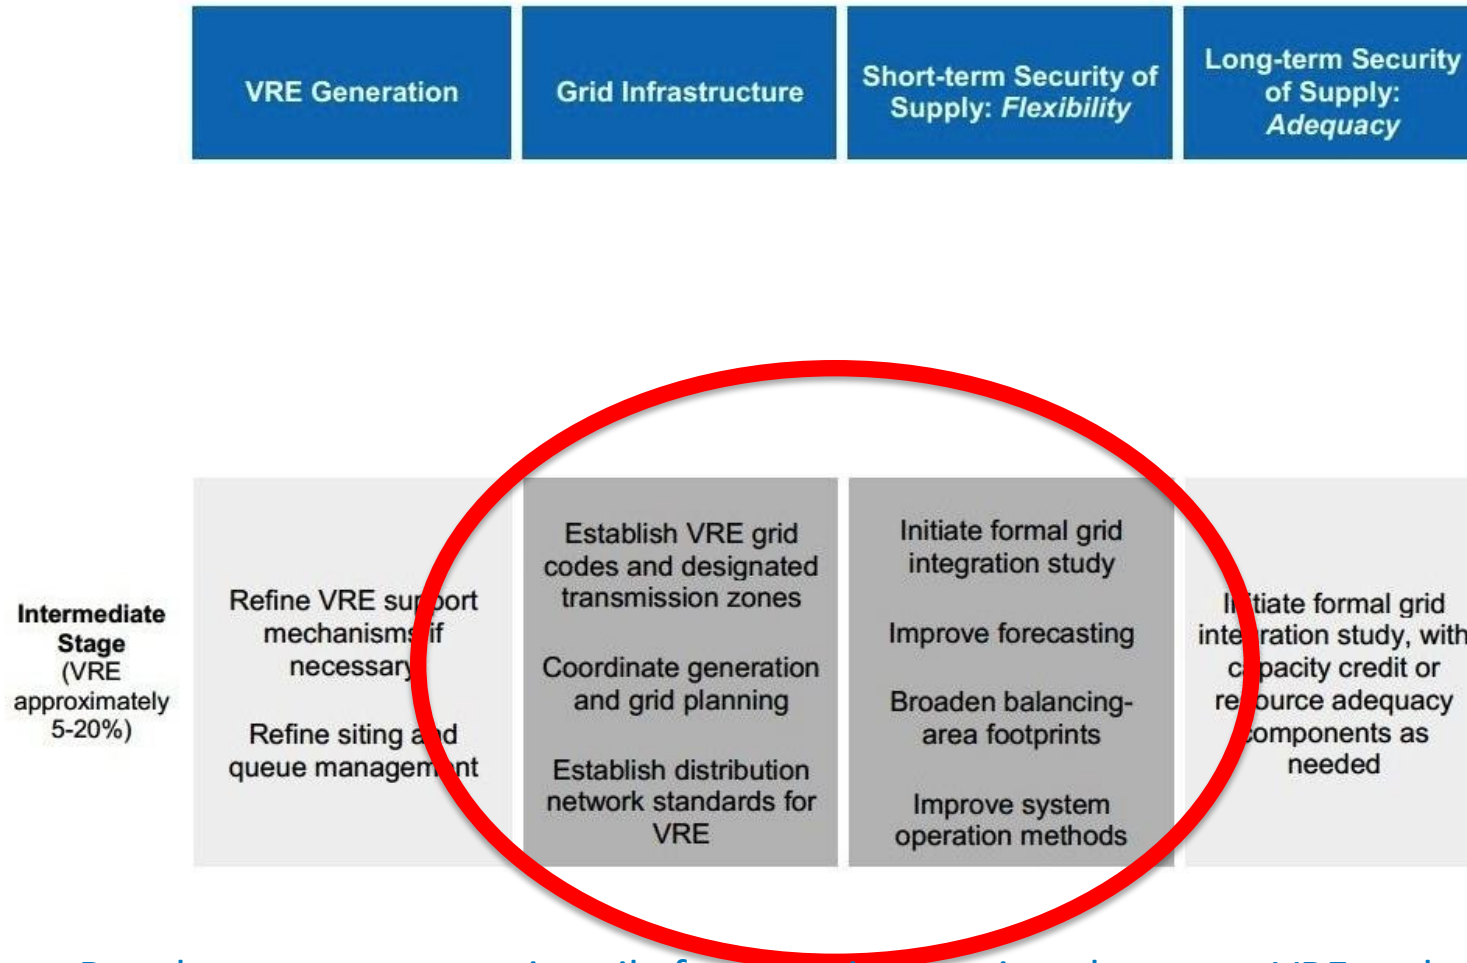 VRE Generation
Grid Infrastructure
Short-term Security of
Supply: Flexibility
Long-term Security
of Supply:
Adequacy
Intermediate
Stage
(VRE
approximately
5-20%)
Refine VRE support
mechanisms if
necessary
Refine siting and
queue management
Establish VRE grid
codes and designated
transmission zones
Coordinate generation
and grid planning
Establish distribution
network standards for
VRE
Initiate formal grid
integration study
Improve forecasting
Broaden balancing-
area footprints
Improve system
operation methods
Initiate formal grid
integration study, with
capacity credit or
resource adequacy
components as
needed